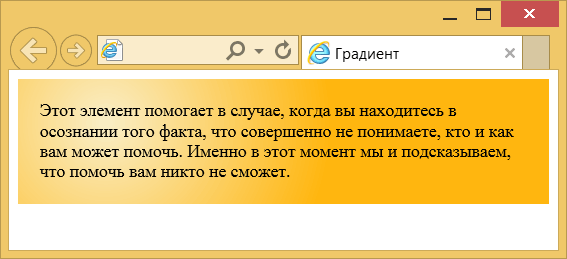 Градиент
Этот элемент помогает в случае, когда вы находитесь в
осознании того факта, что совершенно не понимаете, кто и как
вам может помочь. Именно в этот момент мы и подсказываем,
что помочь вам никто не сможет.